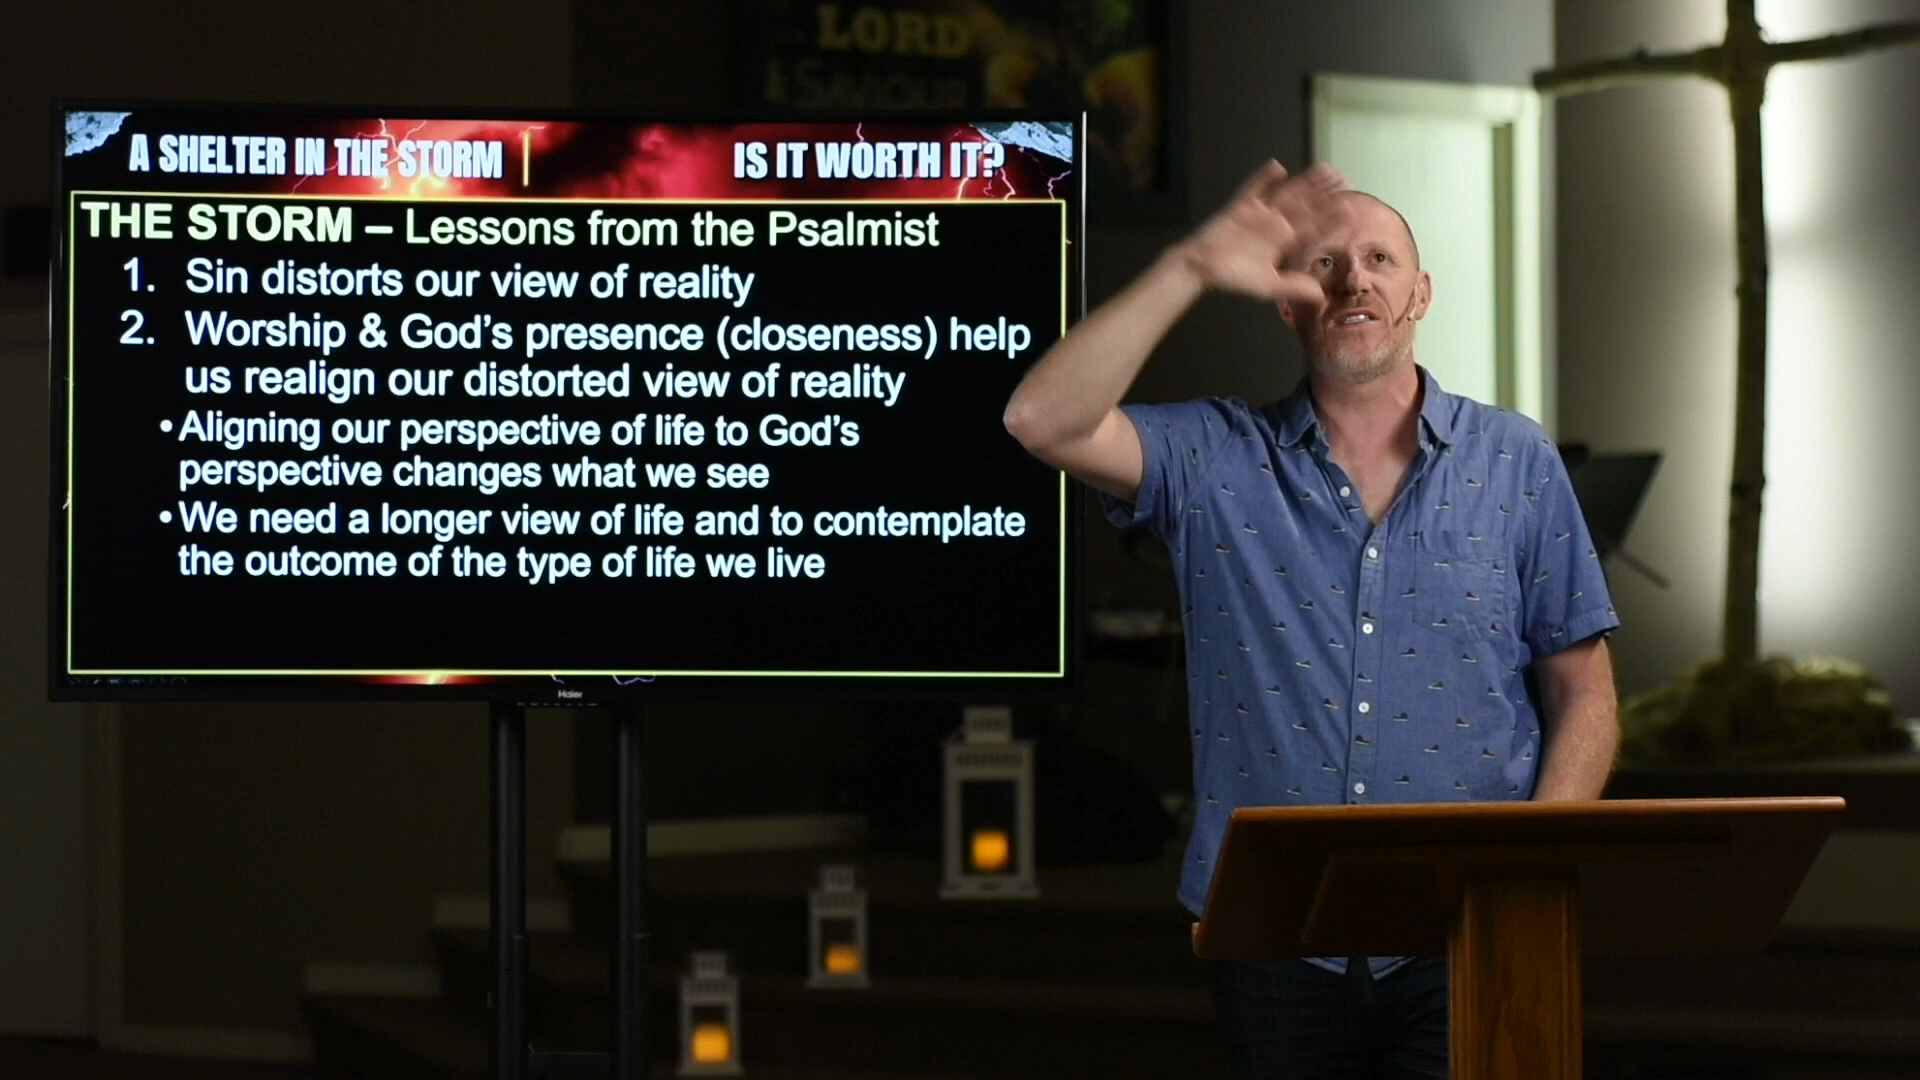 LORD
& SAVIOUR
A SHELTER IN THE STORM
IS IT WORTH IT?
THE STORM – Lessons from the Psalmist
1. Sin distorts our view of reality
2. Worship & God's presence (closeness) help
us realign our distorted view of reality
• Aligning our perspective of life to God's
perspective changes what we see
• We need a longer view of life and to contemplate
the outcome of the type of life we live
Haier